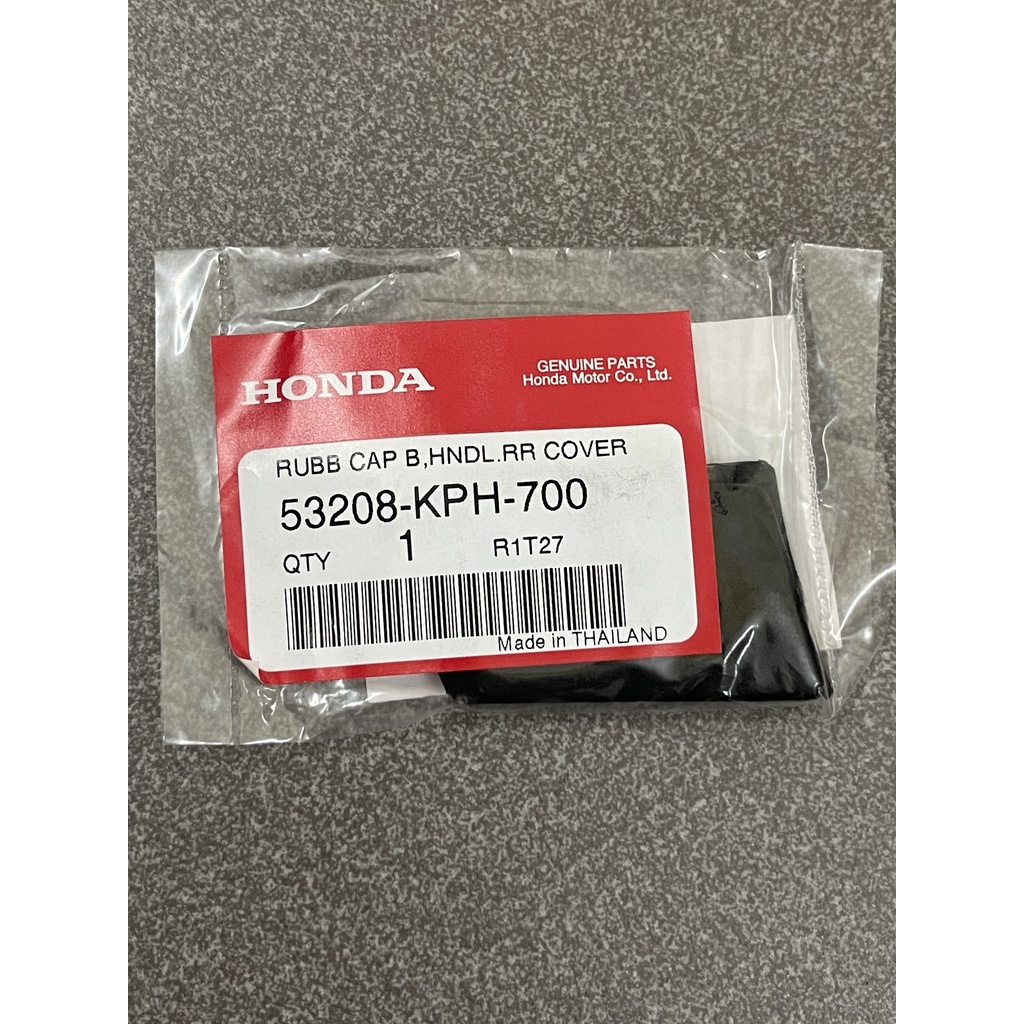 HONDA
GENUINE PARTS
Honda Motor Co., Ltd.
RUBB CAP B,HNDL.RR COVER
53208-KPH-700
QTY 1 R1T27
Made in THAILAND